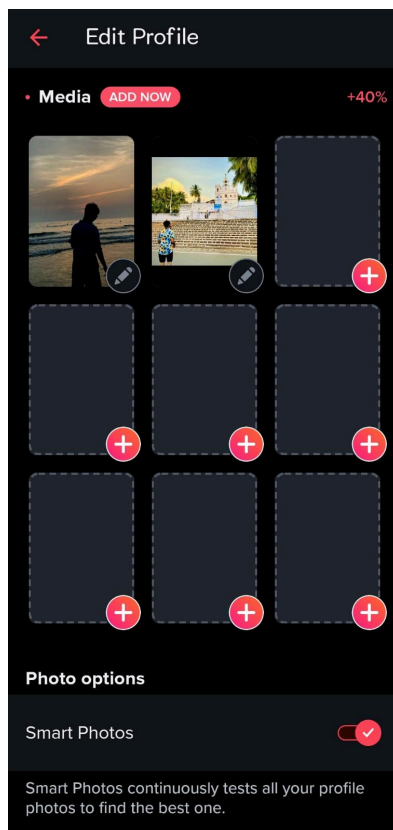 Edit Profile
Media ADD NOW +40%
Photo options
Smart Photos
Smart Photos continuously tests all your profile
photos to find the best one.